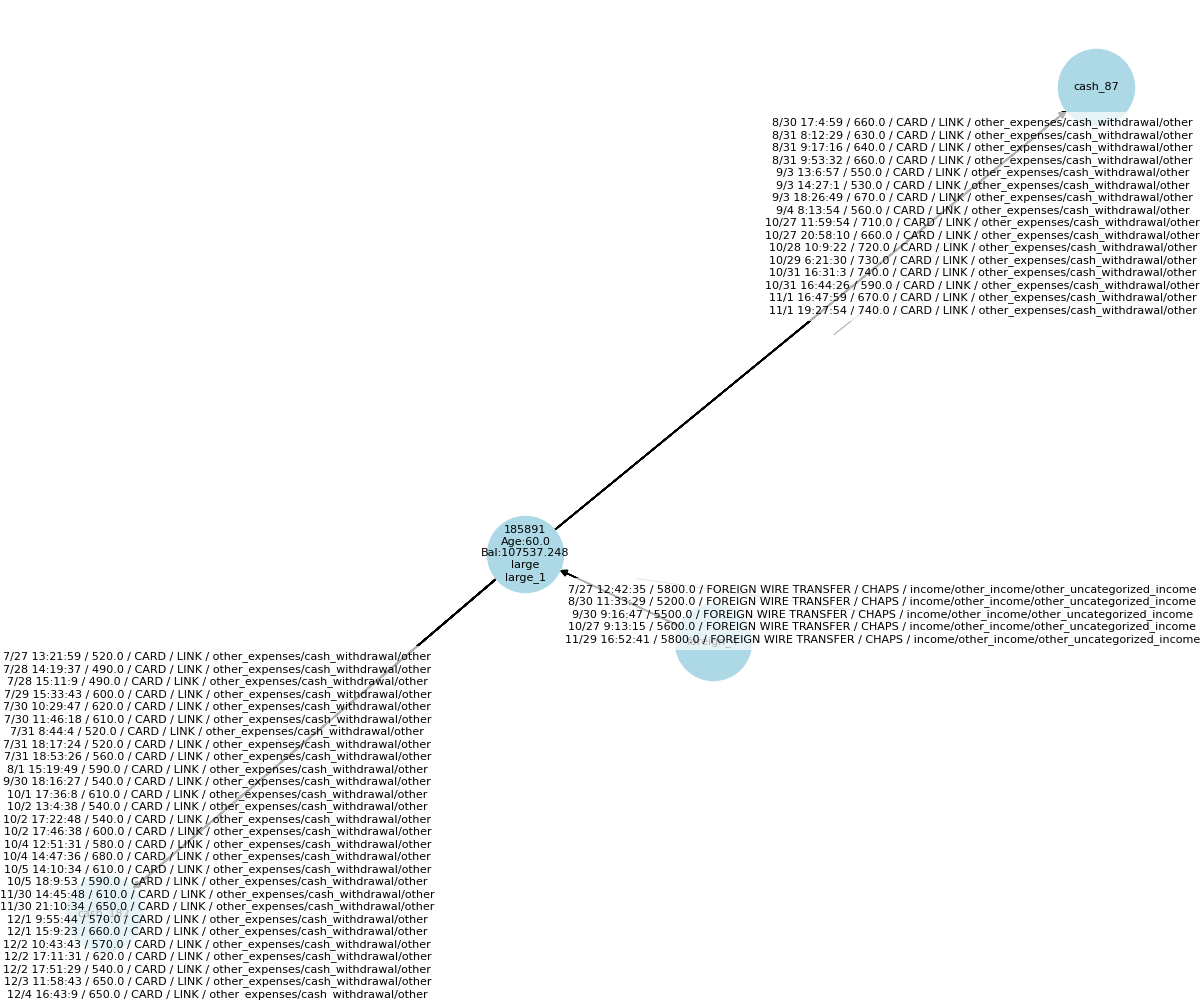 cash_87
8/30 17:4:59 / 660.0 / CARD / LINK / other_expenses/cash_withdrawal/other
8/31 8:12:29 / 630.0 / CARD / LINK / other_expenses/cash_withdrawal/other
8/31 9:17:16 / 640.0 / CARD / LINK / other_expenses/cash_withdrawal/other
8/31 9:53:32 / 660.0 / CARD / LINK / other_expenses/cash_withdrawal/other
9/3 13:6:57 / 550.0 / CARD / LINK / other_expenses/cash_withdrawal/other
9/3 14:27:1 / 530.0 / CARD / LINK / other_expenses/cash_withdrawal/other
9/3 18:26:49 / 670.0 / CARD / LINK / other_expenses/cash_withdrawal/other
9/4 8:13:54 / 560.0 / CARD / LINK / other_expenses/cash_withdrawal/other
10/27 11:59:54 / 710.0 / CARD / LINK / other_expenses/cash_withdrawal/other
10/27 20:58:10 / 660.0 / CARD / LINK / other_expenses/cash_withdrawal/other
10/28 10:9:22 / 720.0 / CARD / LINK / other_expenses/cash_withdrawal/other
10/29 6:21:30 / 730.0 / CARD / LINK / other_expenses/cash_withdrawal/other
10/31 16:31:3 / 740.0 / CARD / LINK / other_expenses/cash_withdrawal/other
10/31 16:44:26 / 590.0 / CARD / LINK / other_expenses/cash_withdrawal/other
11/1 16:47:59 / 670.0 / CARD / LINK / other_expenses/cash_withdrawal/other
11/1 19:27:54 / 740.0 / CARD / LINK / other_expenses/cash_withdrawal/other
185891
Age:60.0
Bal:107537.248
large
large_1
7/27 12:42:35 / 5800.0 / FOREIGN WIRE TRANSFER / CHAPS / income/other_income/other_uncategorized_income
8/30 11:33:29 / 5200.0 / FOREIGN WIRE TRANSFER / CHAPS / income/other_income/other_uncategorized_income
9/30 9:16:47 / 5500.0 / FOREIGN WIRE TRANSFER / CHAPS / income/other_income/other_uncategorized_income
10/27 9:13:15 / 5600.0 / FOREIGN WIRE TRANSFER / CHAPS / income/other_income/other_uncategorized_income
11/29 16:52:41 / 5800.0 / FOREIGN WIRE TRANSFER / CHAPS / income/other_income/other_uncategorized_income
7/27 13:21:59 / 520.0 / CARD / LINK / other_expenses/cash_withdrawal/other
7/28 14:19:37 / 490.0 / CARD / LINK / other_expenses/cash_withdrawal/other
7/28 15:11:9 / 490.0 / CARD / LINK / other_expenses/cash_withdrawal/other
7/29 15:33:43 / 600.0 / CARD / LINK / other_expenses/cash_withdrawal/other
7/30 10:29:47 / 620.0 / CARD / LINK / other_expenses/cash_withdrawal/other
7/30 11:46:18 / 610.0 / CARD / LINK / other_expenses/cash_withdrawal/other
7/31 8:44:4 / 520.0 / CARD / LINK / other_expenses/cash_withdrawal/other
7/31 18:17:24 / 520.0 / CARD / LINK / other_expenses/cash_withdrawal/other
7/31 18:53:26 / 560.0 / CARD / LINK / other_expenses/cash_withdrawal/other
8/1 15:19:49 / 590.0 / CARD / LINK / other_expenses/cash_withdrawal/other
9/30 18:16:27 / 540.0 / CARD / LINK / other_expenses/cash_withdrawal/other
10/1 17:36:8 / 610.0 / CARD / LINK / other_expenses/cash_withdrawal/other
10/2 13:4:38 / 540.0 / CARD / LINK / other_expenses/cash_withdrawal/other
10/2 17:22:48 / 540.0 / CARD / LINK / other_expenses/cash_withdrawal/other
10/2 17:46:38 / 600.0 / CARD / LINK / other_expenses/cash_withdrawal/other
10/4 12:51:31 / 580.0 / CARD / LINK / other_expenses/cash_withdrawal/other
10/4 14:47:36 / 680.0 / CARD / LINK / other_expenses/cash_withdrawal/other
10/5 14:10:34 / 610.0 / CARD / LINK / other_expenses/cash_withdrawal/other
10/5 18:9:53 / 590.0 / CARD / LINK / other_expenses/cash_withdrawal/other
11/30 14:45:48 / 610.0 / CARD / LINK / other_expenses/cash_withdrawal/other
11/30 21:10:34 / 650.0 / CARD / LINK / other_expenses/cash_withdrawal/other
12/1 9:55:44 / 570.0 / CARD / LINK / other_expenses/cash_withdrawal/other
12/1 15:9:23 / 660.0 / CARD / LINK / other_expenses/cash_withdrawal/other
12/2 10:43:43 / 570.0 / CARD / LINK / other_expenses/cash_withdrawal/other
12/2 17:11:31 / 620.0 / CARD / LINK / other_expenses/cash_withdrawal/other
12/2 17:51:29 / 540.0 / CARD / LINK / other_expenses/cash_withdrawal/other
12/3 11:58:43 / 650.0 / CARD / LINK / other_expenses/cash_withdrawal/other
12/4 16:43:9 / 650.0 / CARD / LINK / other_expenses/cash_withdrawal/other